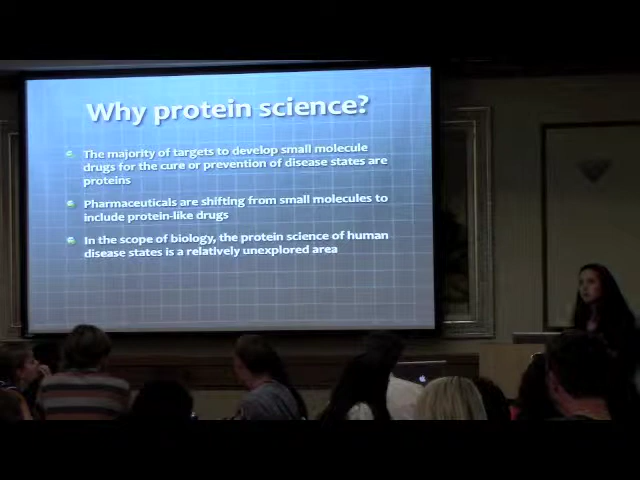 Why protein science?
The majority of targets to develop small molecule
drugs for the cure or prevention of disease states are
proteins
Pharmaceuticals are shifting from small molecules to
include protein-like drugs
In the scope of biology, the protein science of human
disease states is a relatively unexplored area